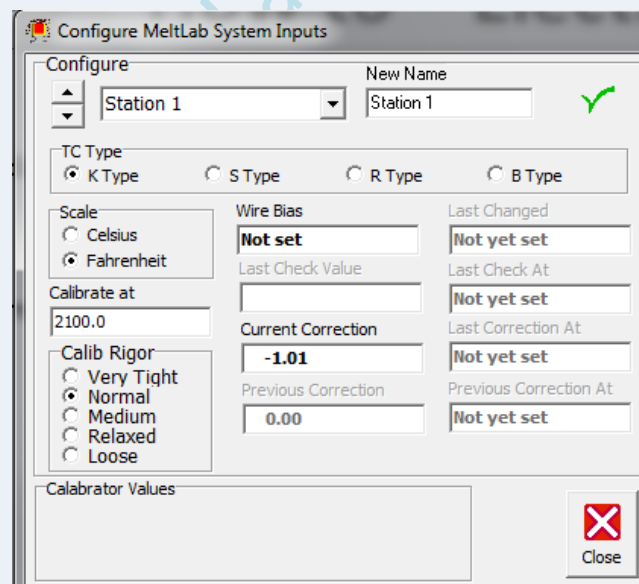 Configure MeltLab System Inputs
Configure
New Name
Station 1
Station 1
TC Type
K Type
S Type
R Type
B Type
Scale
Celsius
Fahrenheit
Wire Bias
Not set
Last Changed
Not yet set
Last Check Value
Last Check At
Not yet set
Calibrate at
2100.0
Current Correction
-1.01
Last Correction At
Not yet set
Calib Rigor
Very Tight
Normal
Medium
Relaxed
Loose
Previous Correction
0.00
Previous Correction At
Not yet set
Calabrator Values
Close